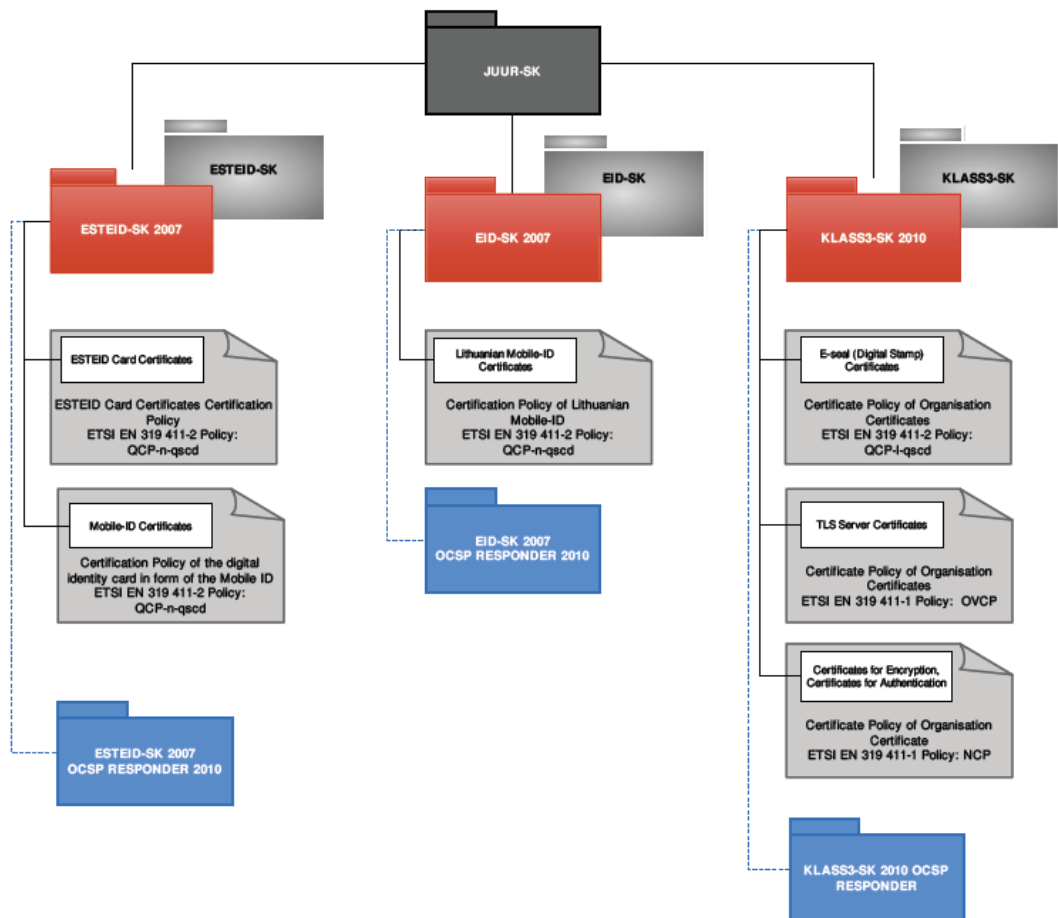 JUUR-SK
ESTEID-SK
ESTEID-SK 2007
EID-SK
EID-SK 2007
KLASS3-SK
KLASS3-SK 2010
ESTEID Card Certificates
ESTEID Card Certificates Certification
Policy
ETSI EN 319 411-2 Policy:
QCP-n-qscd
Mobile-ID Certificates
Certification Policy of the digital
identity card in form of the Mobile ID
ETSI EN 319 411-2 Policy:
QCP-n-qscd
ESTEID-SK 2007
OCSP RESPONDER 2010
Lithuanian Mobile-ID
Certificates
Certification Policy of Lithuanian
Mobile-ID
ETSI EN 319 411-2 Policy:
QCP-n-qscd
EID-SK 2007
OCSP RESPONDER 2010
E-seal (Digital Stamp)
Certificates
Certificate Policy of Organisation
Certificates
ETSI EN 319 411-2 Policy:
QCP-l-qscd
TLS Server Certificates
Certificate Policy of Organisation
Certificates
ETSI EN 319 411-1 Policy: OVCP
Certificates for Encryption,
Certificates for Authentication
Certificate Policy of Organisation
Certificate
ETSI EN 319 411-1 Policy: NCP
KLASS3-SK 2010 OCSP
RESPONDER